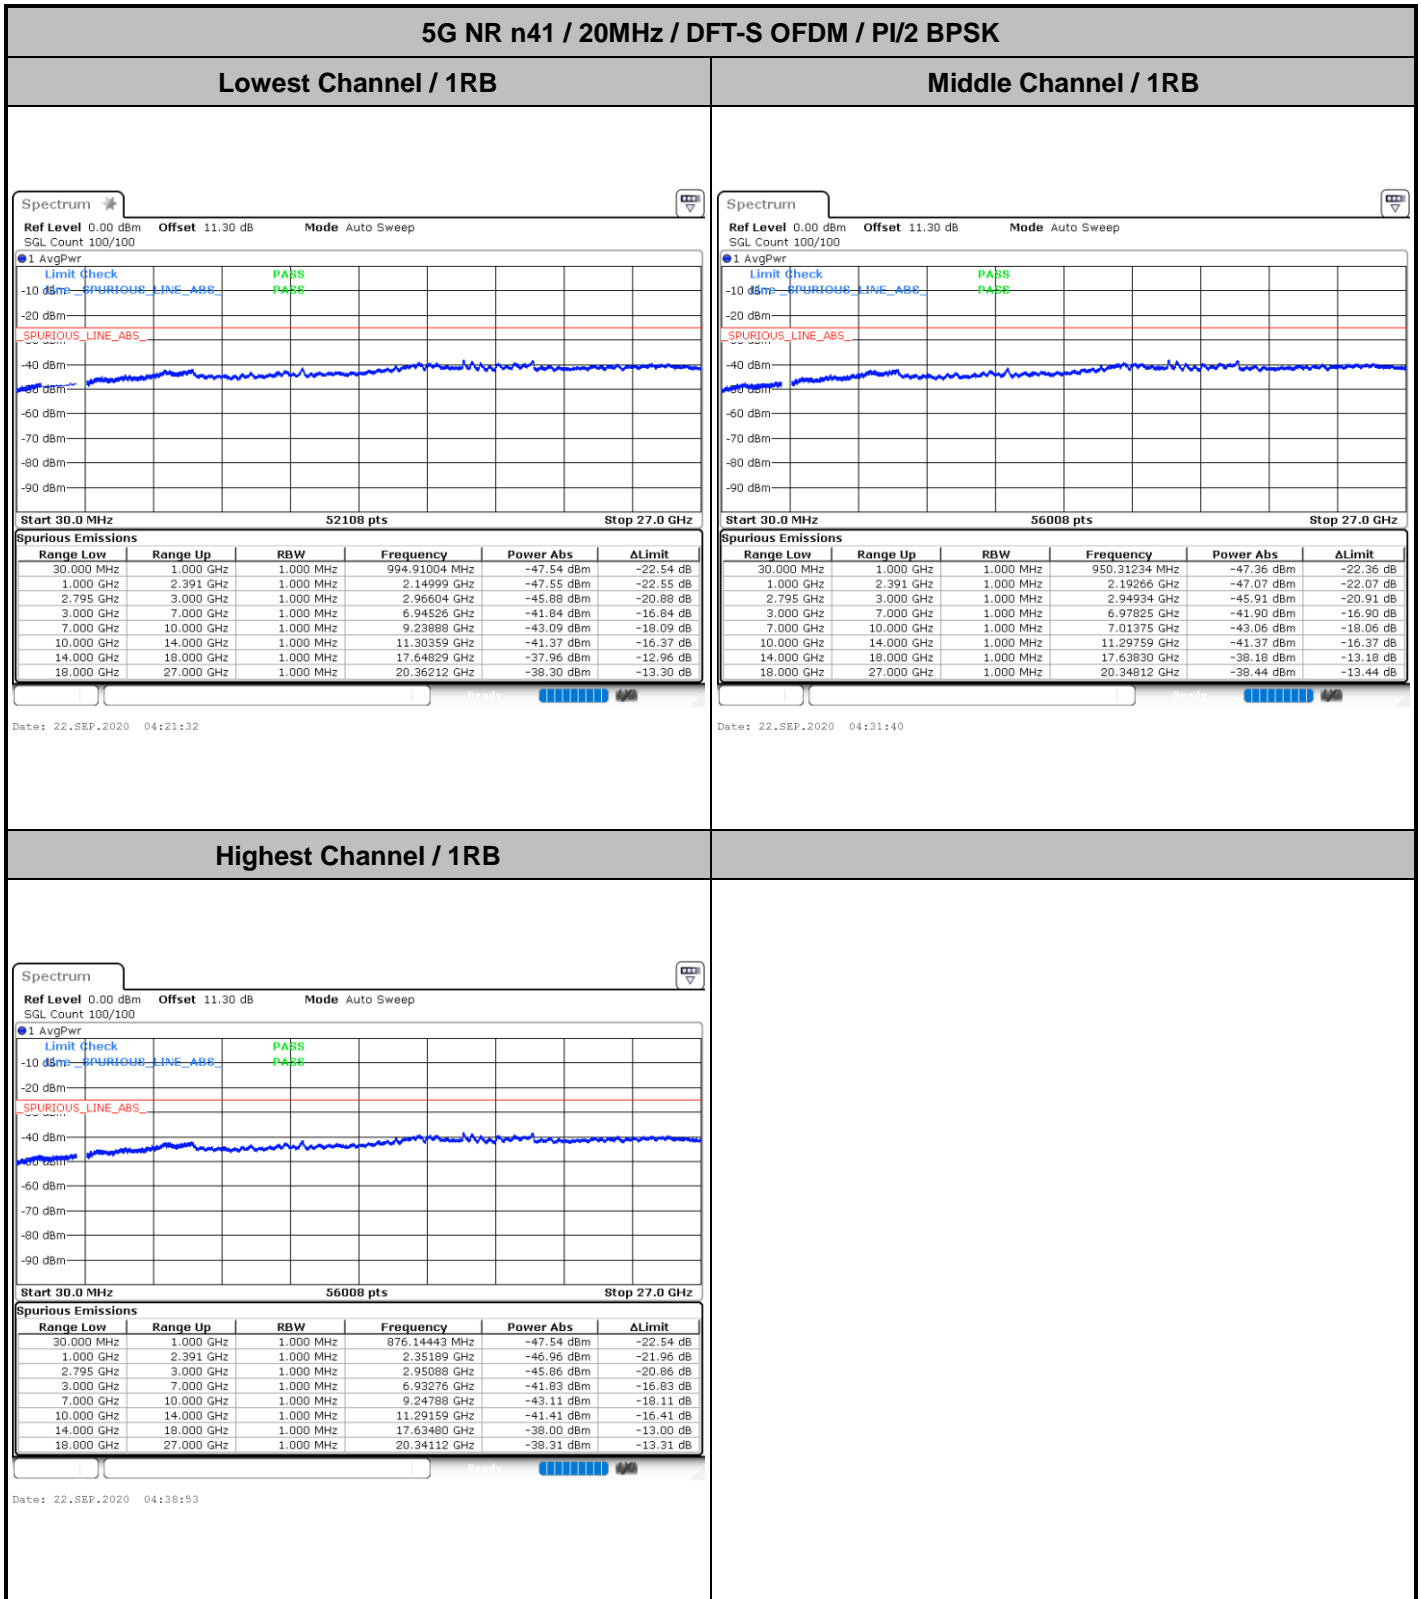 5G NR n41 / 20MHz / DFT-S OFDM / PI/2 BPSK
Lowest Channel / 1RB
Middle Channel / 1RB
Spectrum
Ref Level 0.00 dBm Offset 11.30 dB Mode Auto Sweep
SGL Count 100/100
1 AvgPwr
Limit Check PASS
-10 dBm Line _SPURIOUS_LINE_ABS_ PASS
-20 dBm
_SPURIOUS_LINE_ABS_
-40 dBm
-50 dBm
-60 dBm
-70 dBm
-80 dBm
-90 dBm
Start 30.0 MHz 52108 pts Stop 27.0 GHz
Spurious Emissions
Range Low Range Up RBW Frequency Power Abs ΔLimit
30.000 MHz 1.000 GHz 1.000 MHz 994.91004 MHz -47.54 dBm -22.54 dB
1.000 GHz 2.391 GHz 1.000 MHz 2.14999 GHz -47.55 dBm -22.55 dB
2.795 GHz 3.000 GHz 1.000 MHz 2.96604 GHz -45.88 dBm -20.88 dB
3.000 GHz 7.000 GHz 1.000 MHz 6.94526 GHz -41.84 dBm -16.84 dB
7.000 GHz 10.000 GHz 1.000 MHz 9.23888 GHz -43.09 dBm -18.09 dB
10.000 GHz 14.000 GHz 1.000 MHz 11.30359 GHz -41.37 dBm -16.37 dB
14.000 GHz 18.000 GHz 1.000 MHz 17.64829 GHz -37.96 dBm -12.96 dB
18.000 GHz 27.000 GHz 1.000 MHz 20.36212 GHz -38.30 dBm -13.30 dB
Ready
Date: 22.SEP.2020 04:21:32
Spectrum
Ref Level 0.00 dBm Offset 11.30 dB Mode Auto Sweep
SGL Count 100/100
1 AvgPwr
Limit Check PASS
-10 dBm Line _SPURIOUS_LINE_ABS_ PASS
-20 dBm
_SPURIOUS_LINE_ABS_
-40 dBm
-50 dBm
-60 dBm
-70 dBm
-80 dBm
-90 dBm
Start 30.0 MHz 56008 pts Stop 27.0 GHz
Spurious Emissions
Range Low Range Up RBW Frequency Power Abs ΔLimit
30.000 MHz 1.000 GHz 1.000 MHz 950.31234 MHz -47.36 dBm -22.36 dB
1.000 GHz 2.391 GHz 1.000 MHz 2.19266 GHz -47.07 dBm -22.07 dB
2.795 GHz 3.000 GHz 1.000 MHz 2.94934 GHz -45.91 dBm -20.91 dB
3.000 GHz 7.000 GHz 1.000 MHz 6.97825 GHz -41.90 dBm -16.90 dB
7.000 GHz 10.000 GHz 1.000 MHz 7.01375 GHz -43.06 dBm -18.06 dB
10.000 GHz 14.000 GHz 1.000 MHz 11.29759 GHz -41.37 dBm -16.37 dB
14.000 GHz 18.000 GHz 1.000 MHz 17.63830 GHz -38.18 dBm -13.18 dB
18.000 GHz 27.000 GHz 1.000 MHz 20.34812 GHz -38.44 dBm -13.44 dB
Ready
Date: 22.SEP.2020 04:31:40
Highest Channel / 1RB
Spectrum
Ref Level 0.00 dBm Offset 11.30 dB Mode Auto Sweep
SGL Count 100/100
1 AvgPwr
Limit Check PASS
-10 dBm Line _SPURIOUS_LINE_ABS_ PASS
-20 dBm
_SPURIOUS_LINE_ABS_
-40 dBm
-50 dBm
-60 dBm
-70 dBm
-80 dBm
-90 dBm
Start 30.0 MHz 56008 pts Stop 27.0 GHz
Spurious Emissions
Range Low Range Up RBW Frequency Power Abs ΔLimit
30.000 MHz 1.000 GHz 1.000 MHz 876.14443 MHz -47.54 dBm -22.54 dB
1.000 GHz 2.391 GHz 1.000 MHz 2.35189 GHz -46.96 dBm -21.96 dB
2.795 GHz 3.000 GHz 1.000 MHz 2.95088 GHz -45.86 dBm -20.86 dB
3.000 GHz 7.000 GHz 1.000 MHz 6.93276 GHz -41.83 dBm -16.83 dB
7.000 GHz 10.000 GHz 1.000 MHz 9.24788 GHz -43.11 dBm -18.11 dB
10.000 GHz 14.000 GHz 1.000 MHz 11.29159 GHz -41.41 dBm -16.41 dB
14.000 GHz 18.000 GHz 1.000 MHz 17.63480 GHz -38.00 dBm -13.00 dB
18.000 GHz 27.000 GHz 1.000 MHz 20.34112 GHz -38.31 dBm -13.31 dB
Ready
Date: 22.SEP.2020 04:38:53